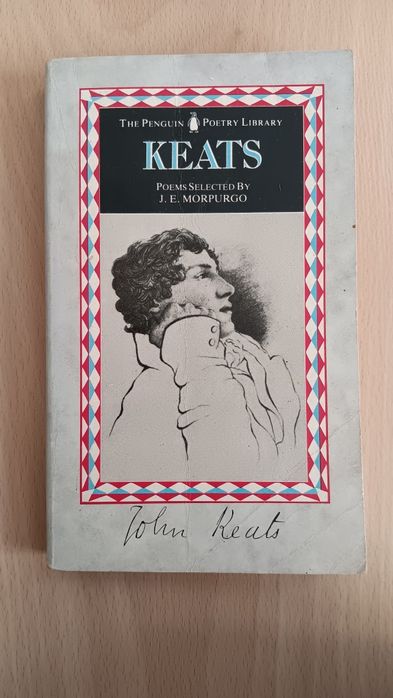 THE PENGUIN POETRY LIBRARY
KEATS
POEMS SELECTED BY
J. E. MORPURGO
John Keats